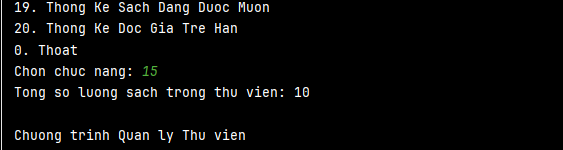 19. Thong Ke Sach Dang Duoc Muon
20. Thong Ke Doc Gia Tre Han
0. Thoat
Chon chuc nang: 15
Tong so luong sach trong thu vien: 10
Chuong trinh Quan ly Thu vien